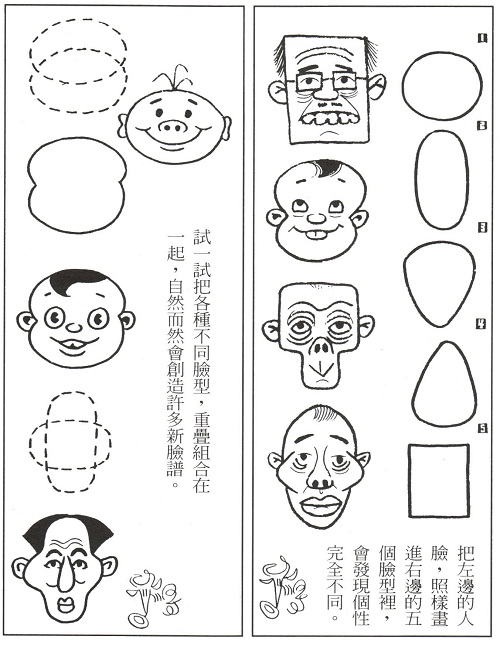 1
2
3
4
5
把左邊的人
臉，照樣畫
進右邊的五
個臉型裡，
會發現個性
完全不同。
試一試把各種不同臉型，重疊組合在
一起，自然而然會創造許多新臉譜。